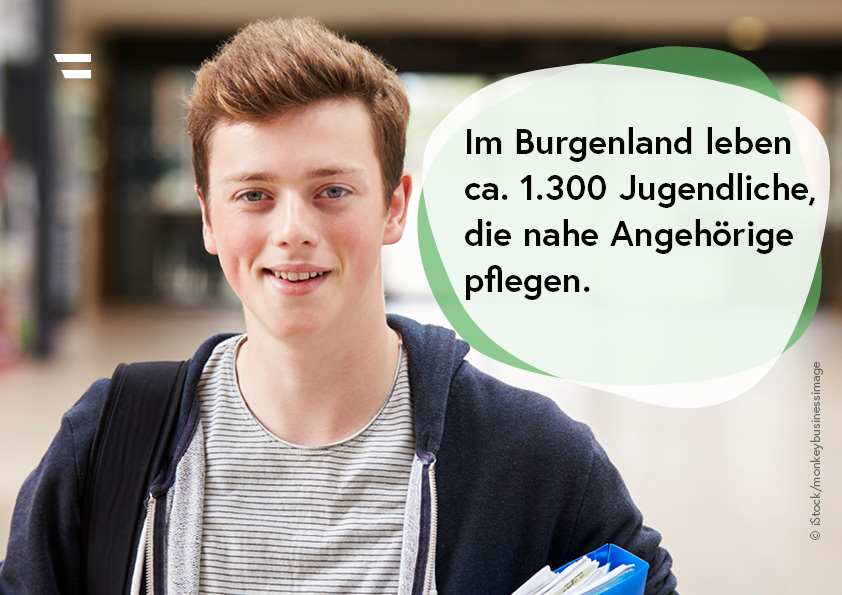 Im Burgenland leben
ca. 1.300 Jugendliche,
die nahe Angehörige
pflegen.
© iStock/monkeybusinessimage